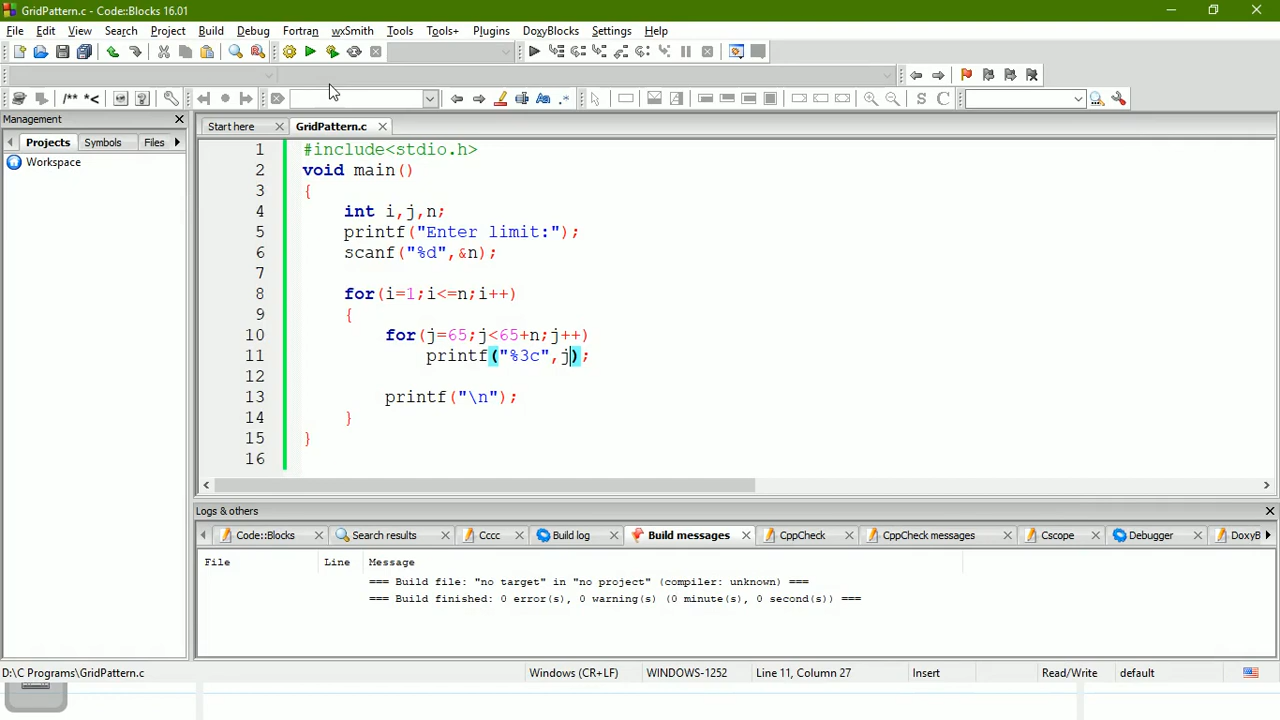 GridPattern.c - Code::Blocks 16.01
File Edit View Search Project Build Debug Fortran wxSmith Tools Tools+ Plugins DoxyBlocks Settings Help
/** *<
S C
Management
Start here GridPattern.c
Projects Symbols Files
Workspace
1 #include<stdio.h>
2 void main()
3 {
4 int i,j,n;
5 printf("Enter limit:");
6 scanf("%d",&n);
7
8 for(i=1;i<=n;i++)
9 {
10 for(j=65;j<65+n;j++)
11 printf("%3c",j);
12
13 printf("\n");
14 }
15 }
16
Logs & others
Code::Blocks Search results Cccc Build log Build messages CppCheck CppCheck messages Cscope Debugger DoxyB
File Line Message
=== Build file: "no target" in "no project" (compiler: unknown) ===
=== Build finished: 0 error(s), 0 warning(s) (0 minute(s), 0 second(s)) ===
D:\C Programs\GridPattern.c Windows (CR+LF) WINDOWS-1252 Line 11, Column 27 Insert Read/Write default